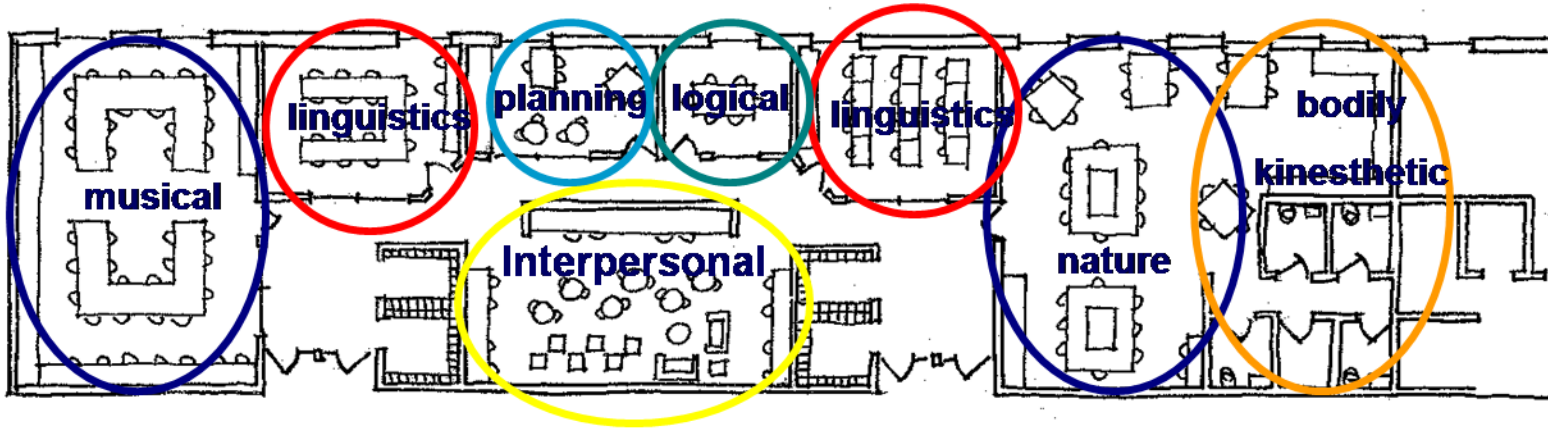 musical
linguistics
planning
logical
linguistics
Interpersonal
nature
bodily
kinesthetic